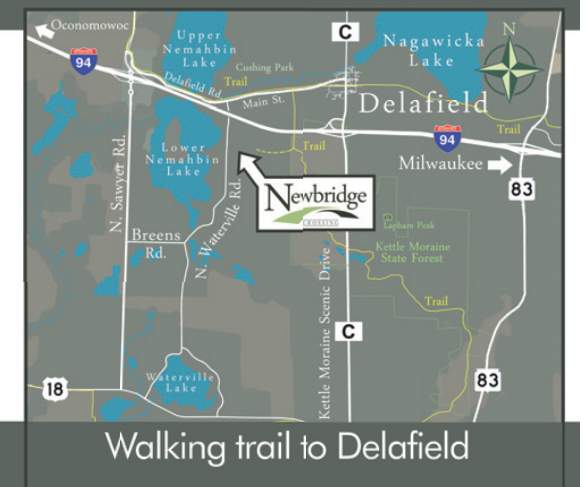 Oconomowoc
94
Upper
Nemahbin
Lake
C
Nagawicka
Lake
N
Cushing Park
Trail
Delafield Rd.
Main St.
Delafield
Trail
94
Milwaukee
83
Lower
Nemahbin
Lake
Trail
Newbridge
CROSSING
N. Sawyer Rd.
Breens
Rd.
N. Waterville Rd.
Lapham Peak
Kettle Moraine
State Forest
Trail
Kettle Moraine Scenic Drive
C
83
18
Waterville
Lake
Walking trail to Delafield